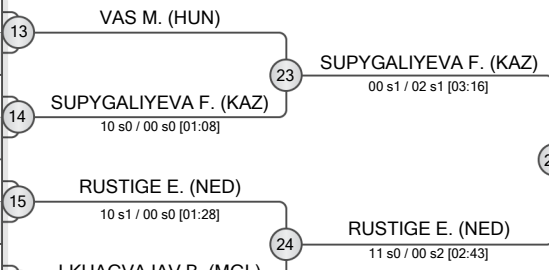 VAS M. (HUN)
13
23
SUPYGALIYEVA F. (KAZ)
00 s1 / 02 s1 [03:16]
SUPYGALIYEVA F. (KAZ)
14
10 s0 / 00 s0 [01:08]
RUSTIGE E. (NED)
15
10 s1 / 00 s0 [01:28]
RUSTIGE E. (NED)
24
11 s0 / 00 s2 [02:43]
(MGL)